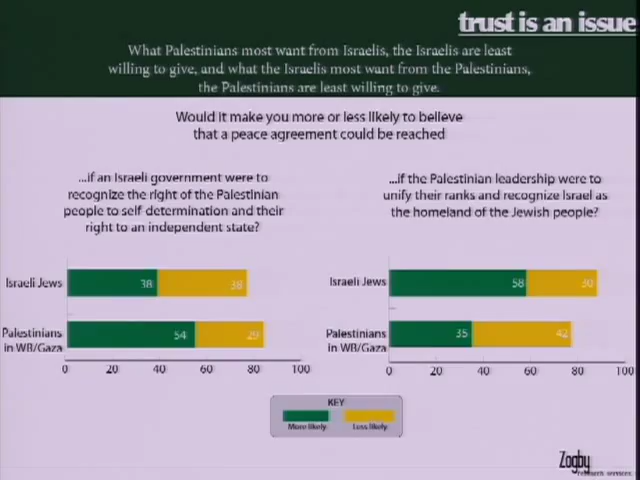 trust is an issue
What Palestinians most want from Israelis, the Israelis are least
willing to give, and what the Israelis most want from the Palestinians,
the Palestinians are least willing to give.
Would it make you more or less likely to believe
that a peace agreement could be reached
...if an Israeli government were to
recognize the right of the Palestinian
people to self-determination and their
right to an independent state?
Israeli Jews 38 38
Palestinians 54 29
in WB/Gaza
0 20 40 60 80 100
...if the Palestinian leadership were to
unify their ranks and recognize Israel as
the homeland of the Jewish people?
Israeli Jews 58 30
Palestinians 35 42
in WB/Gaza
0 20 40 60 80 100
KEY
More likely Less likely
Zogby
research services